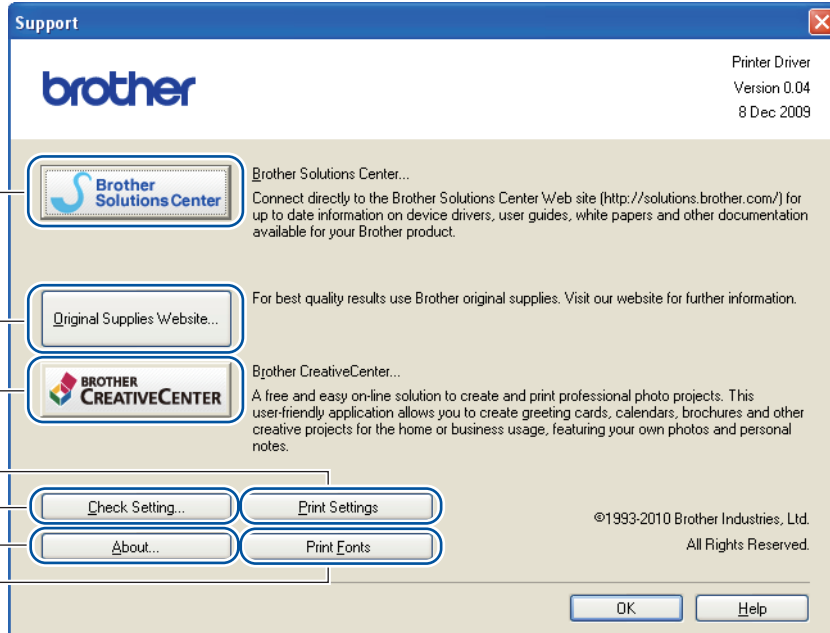 Support
brother
Printer Driver
Version 0.04
8 Dec 2009
Brother
Solutions Center
Brother Solutions Center...
Connect directly to the Brother Solutions Center Web site (http://solutions.brother.com/) for
up to date information on device drivers, user guides, white papers and other documentation
available for your Brother product.
Original Supplies Website...
For best quality results use Brother original supplies. Visit our website for further information.
BROTHER
CREATIVECENTER
Brother CreativeCenter...
A free and easy on-line solution to create and print professional photo projects. This
user-friendly application allows you to create greeting cards, calendars, brochures and other
creative projects for the home or business usage, featuring your own photos and personal
notes.
Check Setting...
Print Settings
About...
Print Fonts
©1993-2010 Brother Industries, Ltd.
All Rights Reserved.
OK
Help